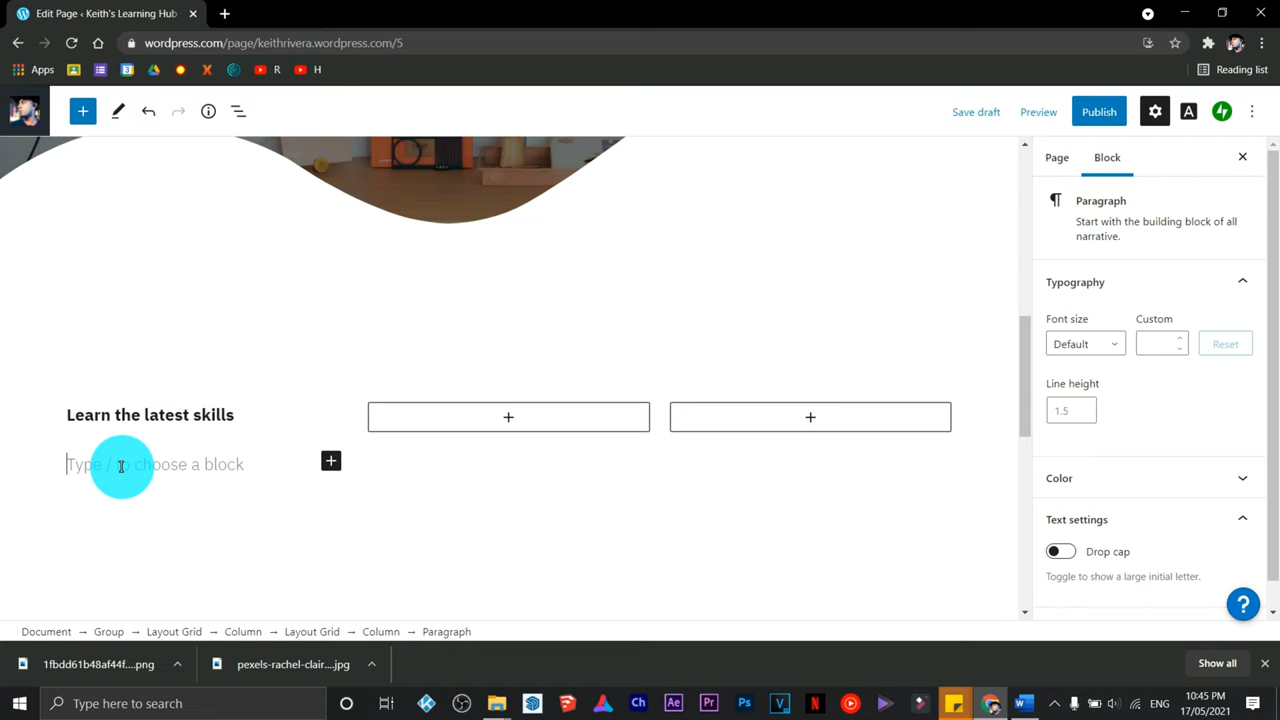 Edit Page ‹ Keith's Learning Hub
wordpress.com/page/keithrivera.wordpress.com/5
Apps
R
H
Reading list
Save draft
Preview
Publish
A
Page
Block
Paragraph
Start with the building block of all
narrative.
Typography
Font size
Custom
Default
Reset
Line height
1.5
Color
Text settings
Drop cap
Toggle to show a large initial letter.
Learn the latest skills
Type / to choose a block
Document → Group → Layout Grid → Column → Layout Grid → Column → Paragraph
1fbdd61b48af44f....png
pexels-rachel-clair....jpg
Show all
Type here to search
Ch
Ae
Pr
Ps
V
N
W
ENG
10:45 PM
17/05/2021